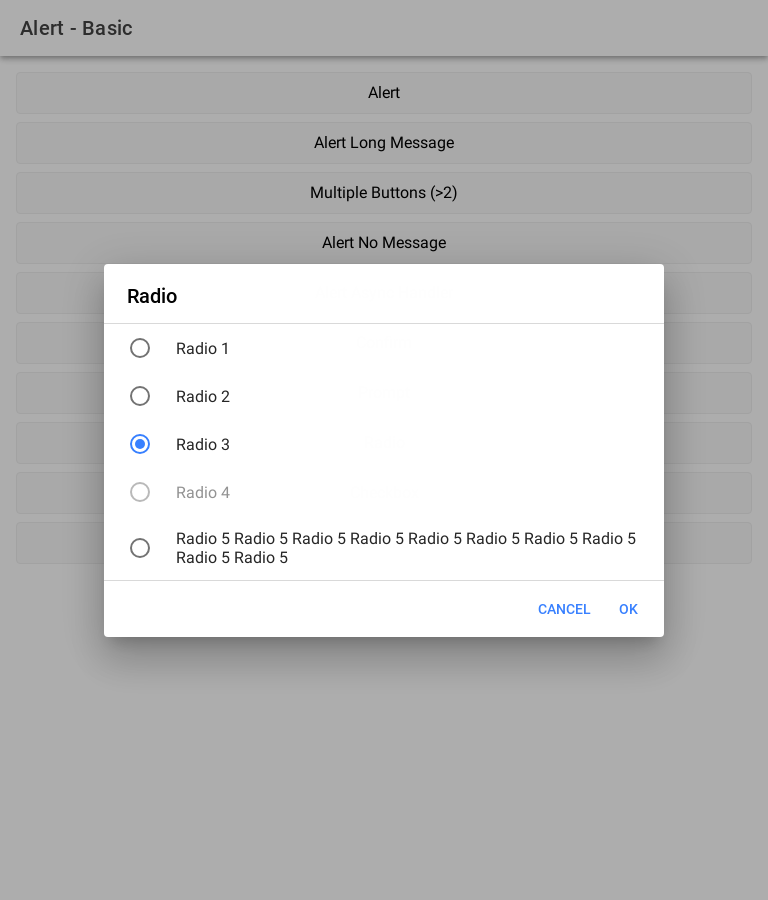 Alert - Basic
Alert
Alert Long Message
Multiple Buttons (>2)
Alert No Message
Radio
Radio 1
Radio 2
Radio 3
Radio 4
Radio 5 Radio 5 Radio 5 Radio 5 Radio 5 Radio 5 Radio 5 Radio 5
Radio 5 Radio 5
CANCEL OK